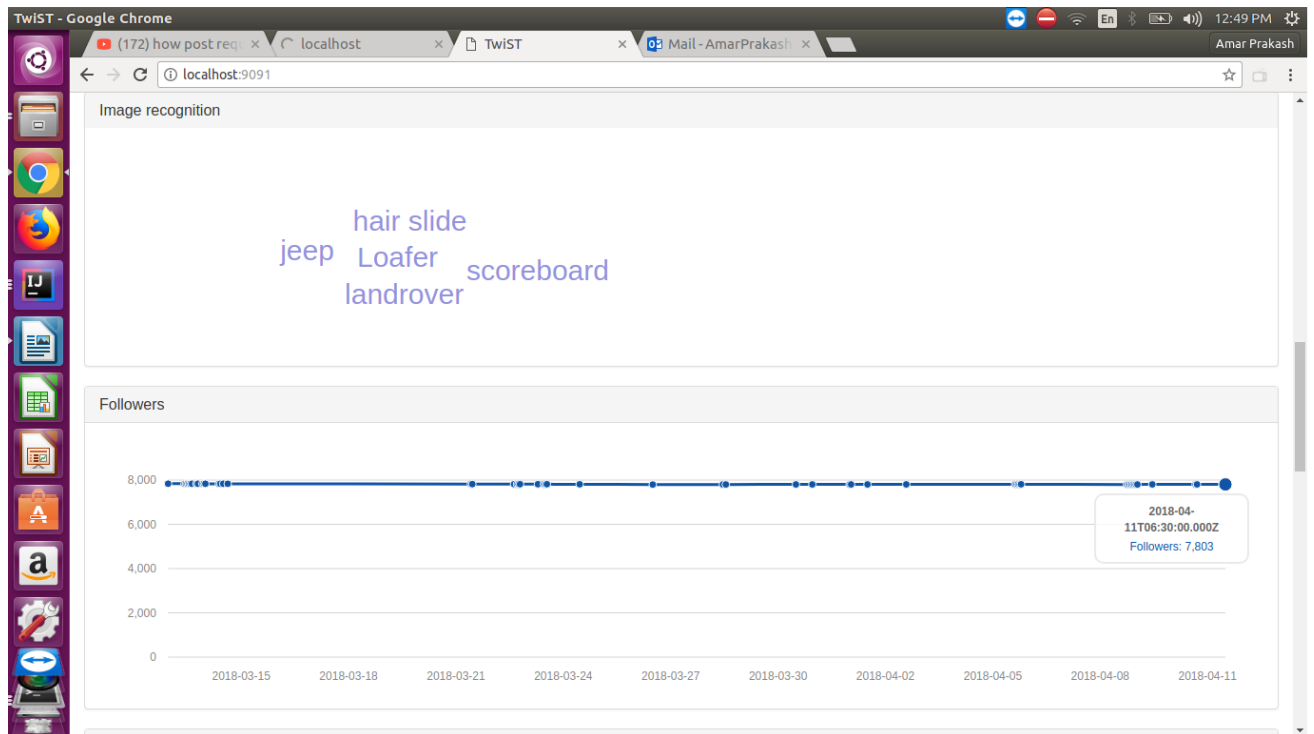 TwiST - Google Chrome
En
12:49 PM
(172) how post requ
localhost
TwiST
Mail - AmarPrakash
Amar Prakash
localhost:9091
Image recognition
hair slide
jeep
Loafer
scoreboard
landrover
Followers
8,000
6,000
4,000
2,000
0
2018-04-
11T06:30:00.000Z
Followers: 7,803
2018-03-15 2018-03-18 2018-03-21 2018-03-24 2018-03-27 2018-03-30 2018-04-02 2018-04-05 2018-04-08 2018-04-11
IJ
A
a